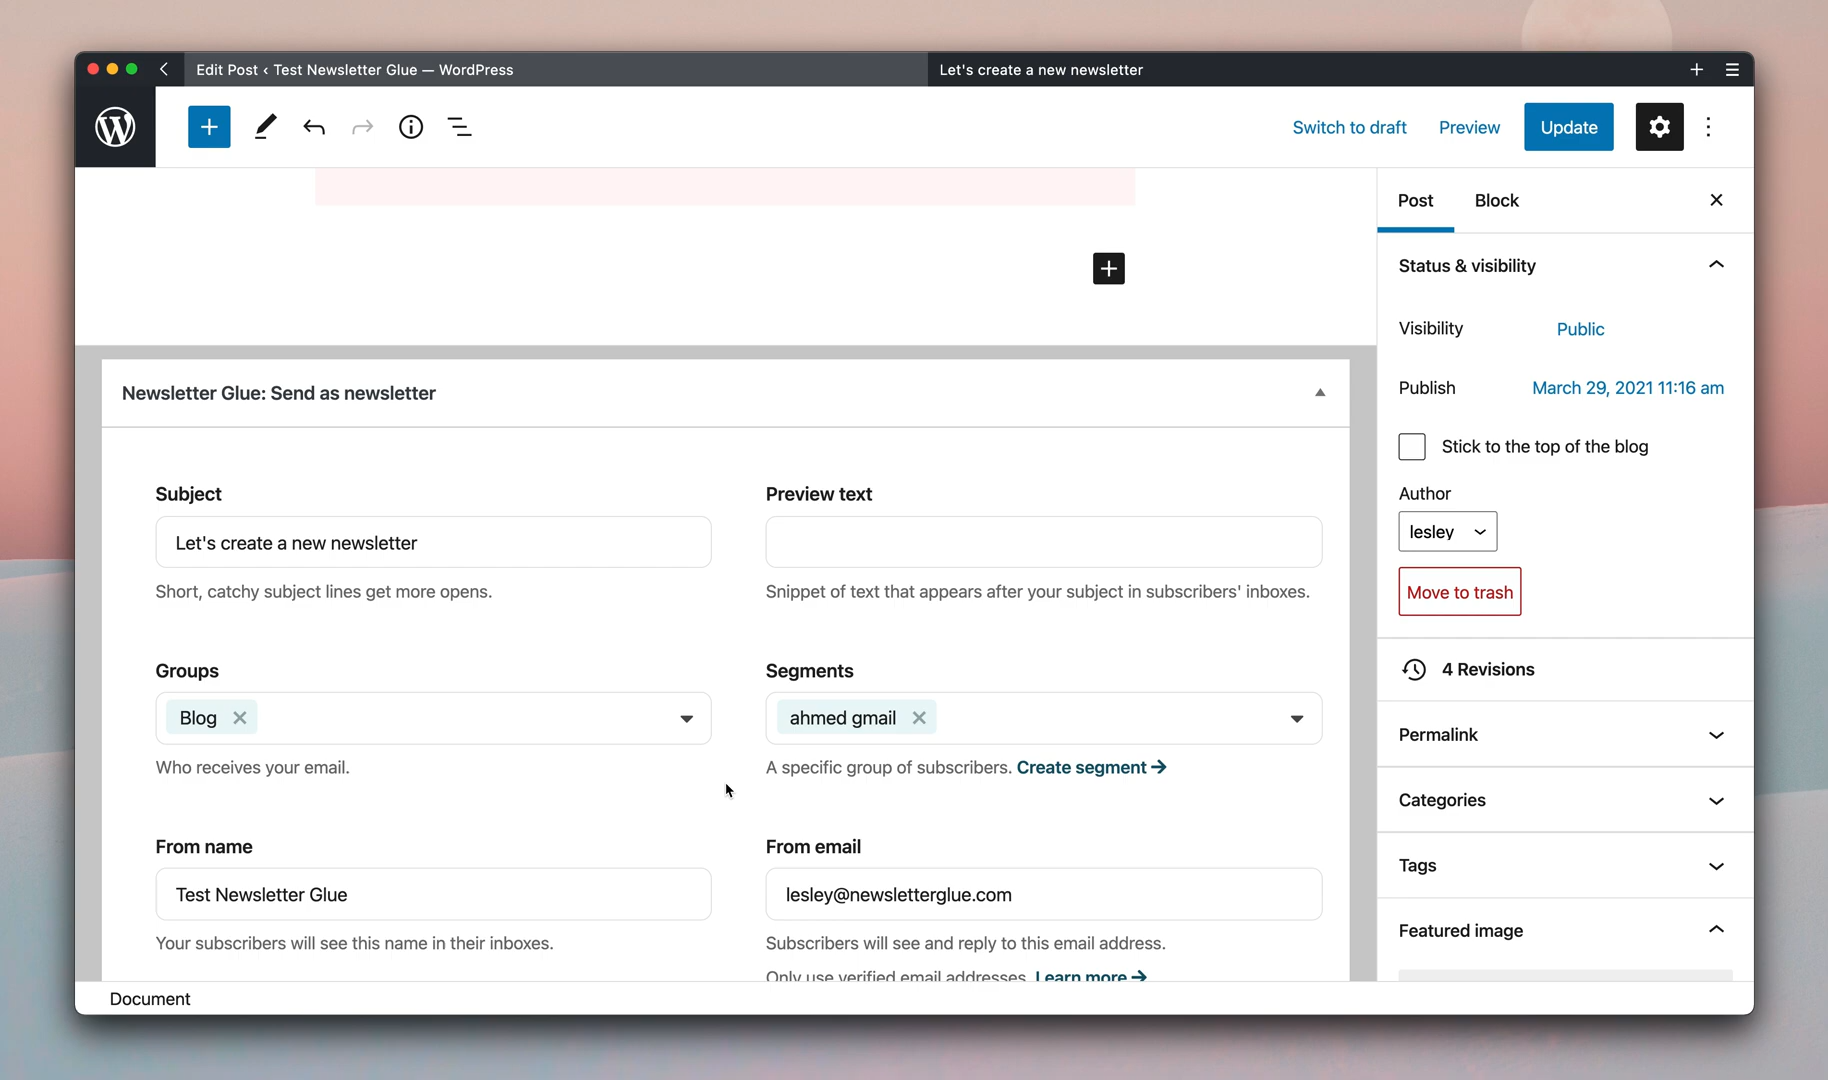 Edit Post ‹ Test Newsletter Glue — WordPress
Let's create a new newsletter
Switch to draft
Preview
Update
Post
Block
Status & visibility
Visibility
Public
Publish
March 29, 2021 11:16 am
Stick to the top of the blog
Author
lesley
Move to trash
4 Revisions
Permalink
Categories
Tags
Featured image
Newsletter Glue: Send as newsletter
Subject
Let's create a new newsletter
Short, catchy subject lines get more opens.
Preview text
Snippet of text that appears after your subject in subscribers' inboxes.
Groups
Blog
Who receives your email.
Segments
ahmed gmail
A specific group of subscribers. Create segment →
From name
Test Newsletter Glue
Your subscribers will see this name in their inboxes.
From email
lesley@newsletterglue.com
Subscribers will see and reply to this email address.
Only use verified email addresses. Learn more →
Document